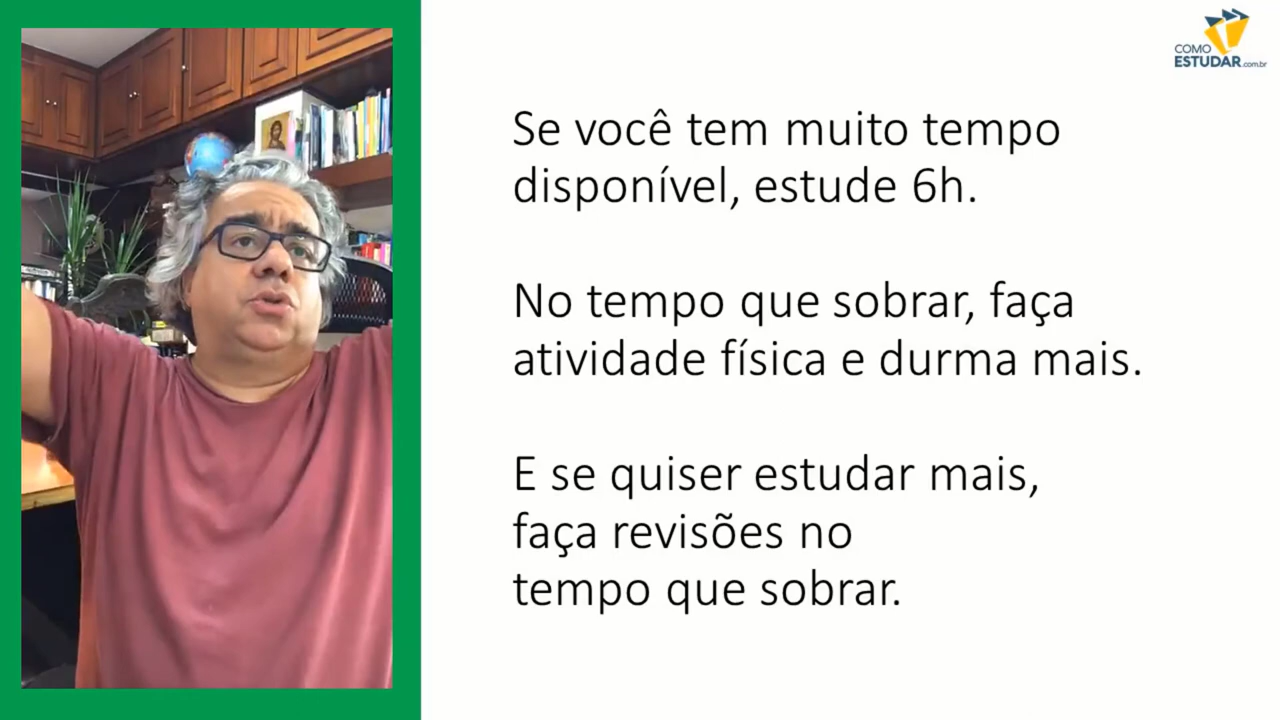 COMO
ESTUDAR.com.br
Se você tem muito tempo
disponível, estude 6h.
No tempo que sobrar, faça
atividade física e durma mais.
E se quiser estudar mais,
faça revisões no
tempo que sobrar.